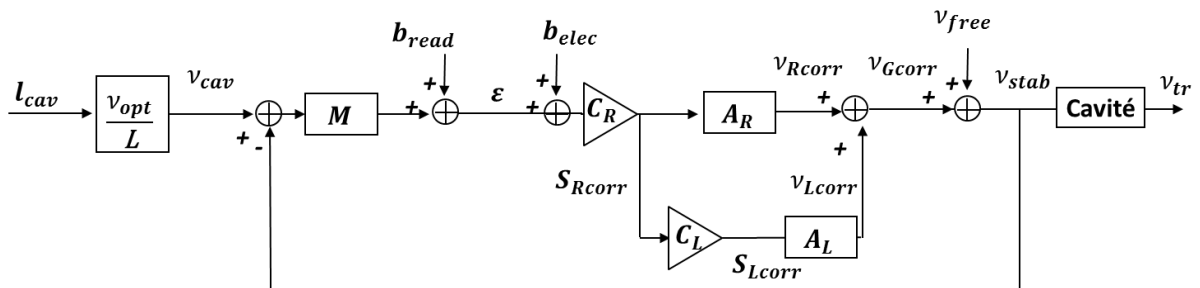 l_cav
ν_opt
L
ν_cav
+
-
M
b_read
+
+
ε
b_elec
+
+
C_R
S_Rcorr
A_R
C_L
S_Lcorr
A_L
ν_Rcorr
+
ν_Lcorr
+
ν_Gcorr
+
ν_free
+
ν_stab
Cavité
ν_tr